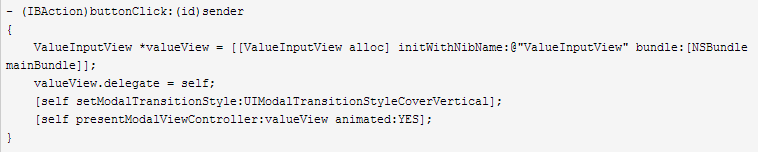 - (IBAction)buttonClick:(id)sender
{
    ValueInputView *valueView = [[ValueInputView alloc] initWithNibName:@"ValueInputView" bundle:[NSBundle
mainBundle]];
    valueView.delegate = self;
    [self setModalTransitionStyle:UIModalTransitionStyleCoverVertical];
    [self presentModalViewController:valueView animated:YES];
}